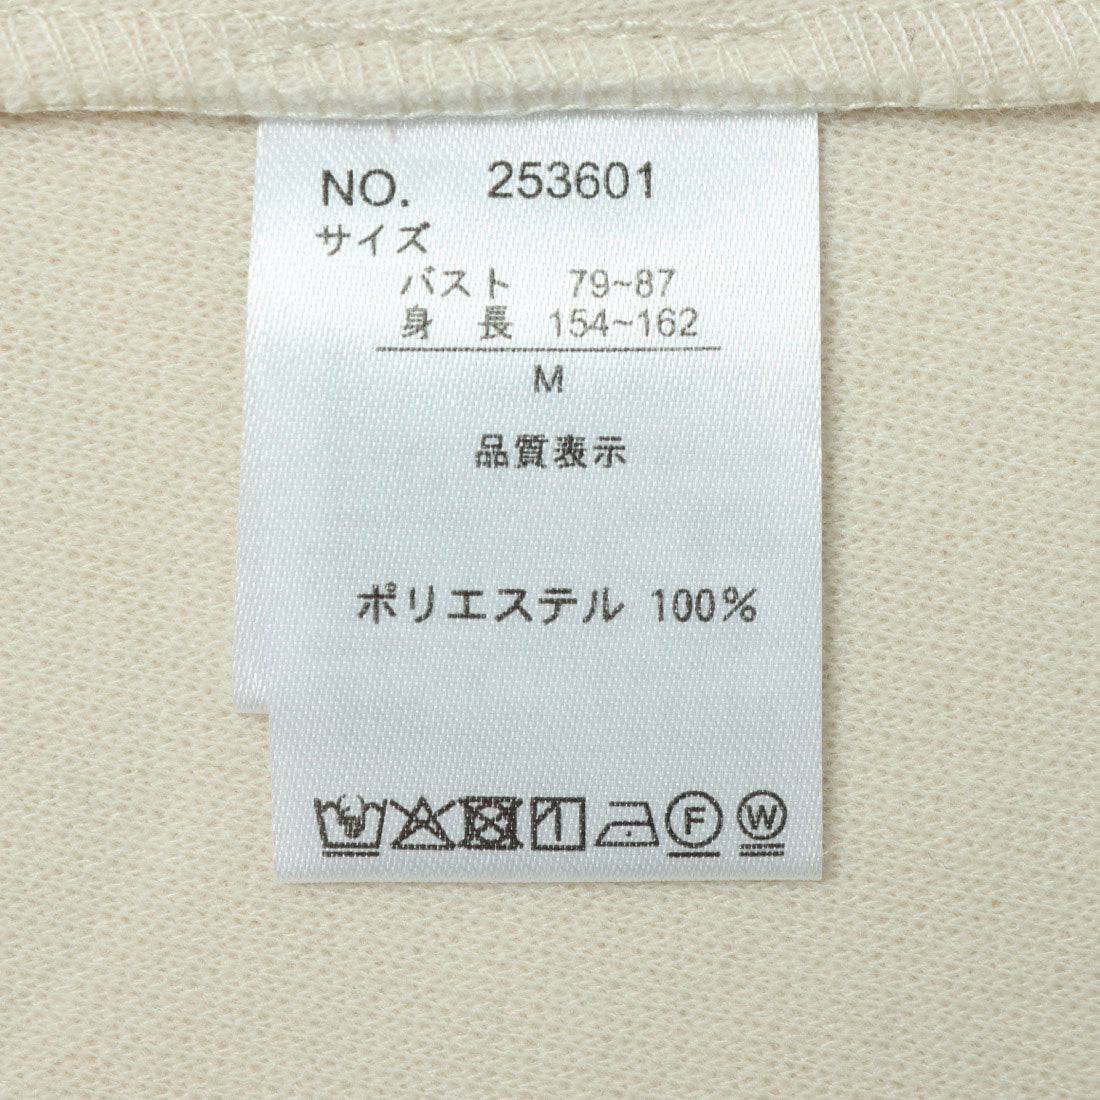 NO. 253601
サイズ
バスト 79~87
身 長 154~162
M
品質表示
ポリエステル 100%
F W